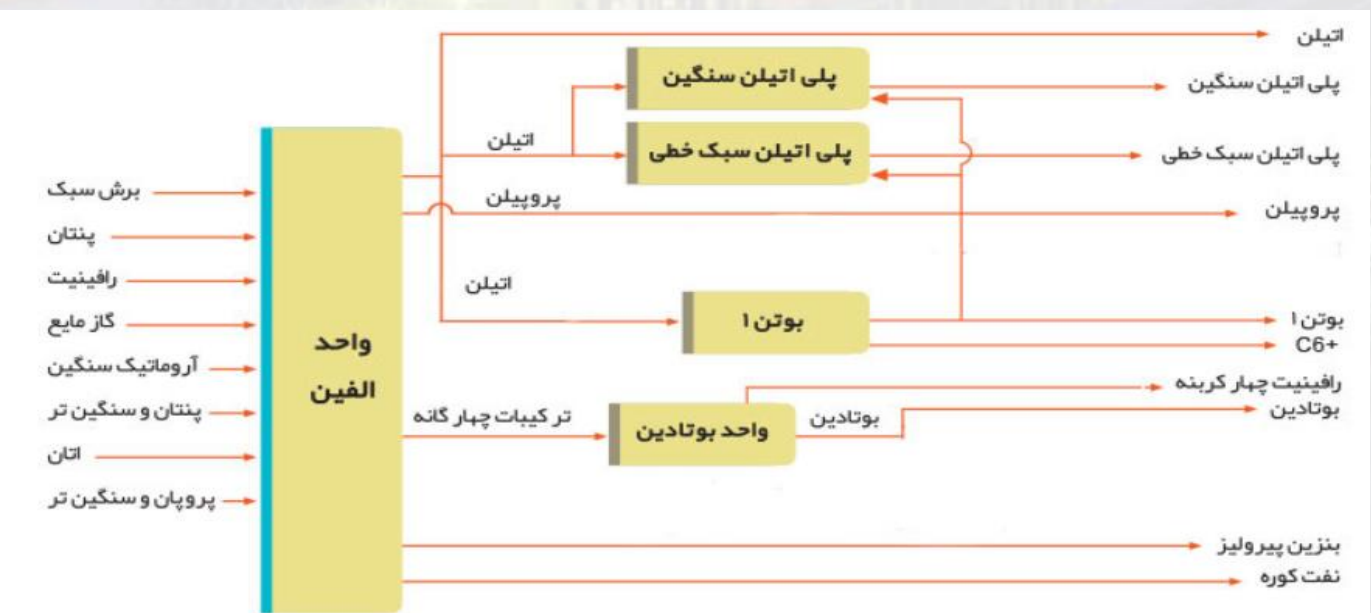 اتیلن
پلی اتیلن سنگین
پلی اتیلن سنگین
اتیلن
پلی اتیلن سبک خطی
پلی اتیلن سبک خطی
برش سبک
پروپیلن
پروپیلن
پنتان
رافینیت
اتیلن
گاز مایع
بوتن ۱
بوتن ۱
C6+
واحد
الفین
آروماتیک سنگین
رافینیت چهار کربنه
پنتان و سنگین تر
ترکیبات چهار گانه
واحد بوتادین
بوتادین
بوتادین
اتان
پروپان و سنگین تر
بنزین پیرولیز
نفت کوره